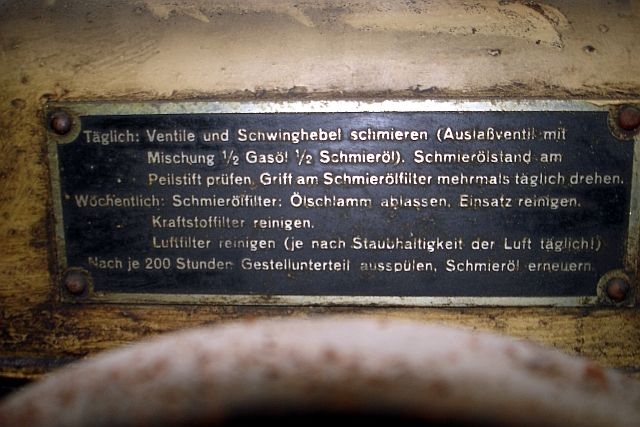 Täglich: Ventile und Schwinghebel schmieren (Auslaßventil mit
Mischung ½ Gasöl ½ Schmieröl). Schmierölstand am
Peilstift prüfen. Griff am Schmierölfilter mehrmals täglich drehen.
Wöchentlich: Schmierölfilter: Ölschlamm ablassen, Einsatz reinigen.
Kraftstoffilter reinigen.
Luftfilter reinigen (je nach Staubhaltigkeit der Luft täglich!)
Nach je 200 Stunden Gestellunterteil ausspülen, Schmieröl erneuern.